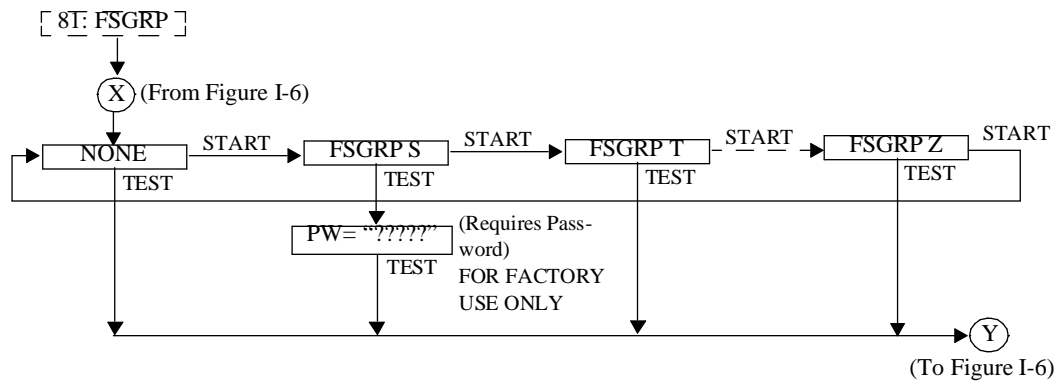 81: FSGRP
X (From Figure I-6)
NONE START FSGRP S START FSGRP T START FSGRP Z START
TEST TEST TEST TEST
PW= “?????” (Requires Pass-
word)
TEST FOR FACTORY
USE ONLY
Y
(To Figure I-6)